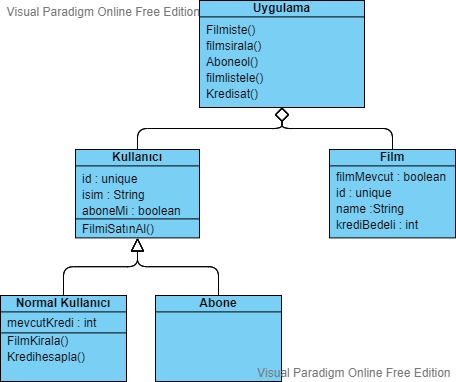 Visual Paradigm Online Free Edition
Uygulama
Filmiste()
filmsirala()
Aboneol()
filmlistele()
Kredisat()
Kullanıcı
id : unique
isim : String
aboneMi : boolean
FilmiSatınAl()
Film
filmMevcut : boolean
id : unique
name :String
krediBedeli : int
Normal Kullanıcı
mevcutKredi : int
FilmKirala()
Kredihesapla()
Abone
Visual Paradigm Online Free Edition